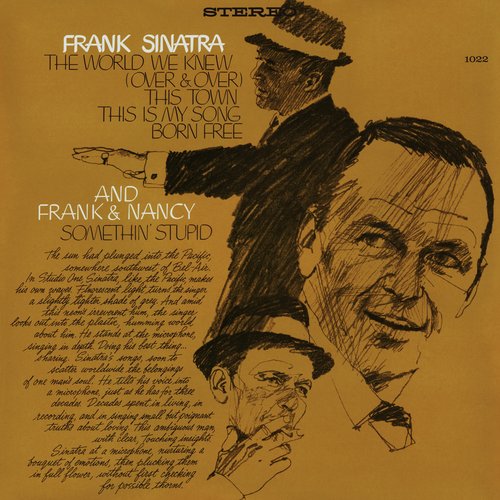 STEREO
FRANK SINATRA
THE WORLD WE KNEW
(OVER & OVER)
THIS TOWN
THIS IS MY SONG
BORN FREE
1022
AND
FRANK & NANCY
SOMETHIN' STUPID
The sun had plunged into the Pacific,
somewhere southwest of Bel-Air.
In Studio One, Sinatra, like the Pacific, makes
his own waves. Fluorescent light turns the singer
a slightly lighter shade of grey. And amid
this neond irreverent hum, the singer
looks out into the plaster, humming world
about him. He stands at the microphone,
singing in depth. Doing his best thing...
sharing. Sinatra's songs, soon to
scatter worldwide the belongings
of one man's soul. He tilts his voice into
a microphone, just as he has for three
decades. Decades spent in living, in
recording, and in singing small but poignant
truths about loving. This ambiguous man,
with clear, touching insights.
Sinatra at a microphone, nurturing a
bouquet of emotions, then plucking them
in full flower, without first checking
for possible thorns.